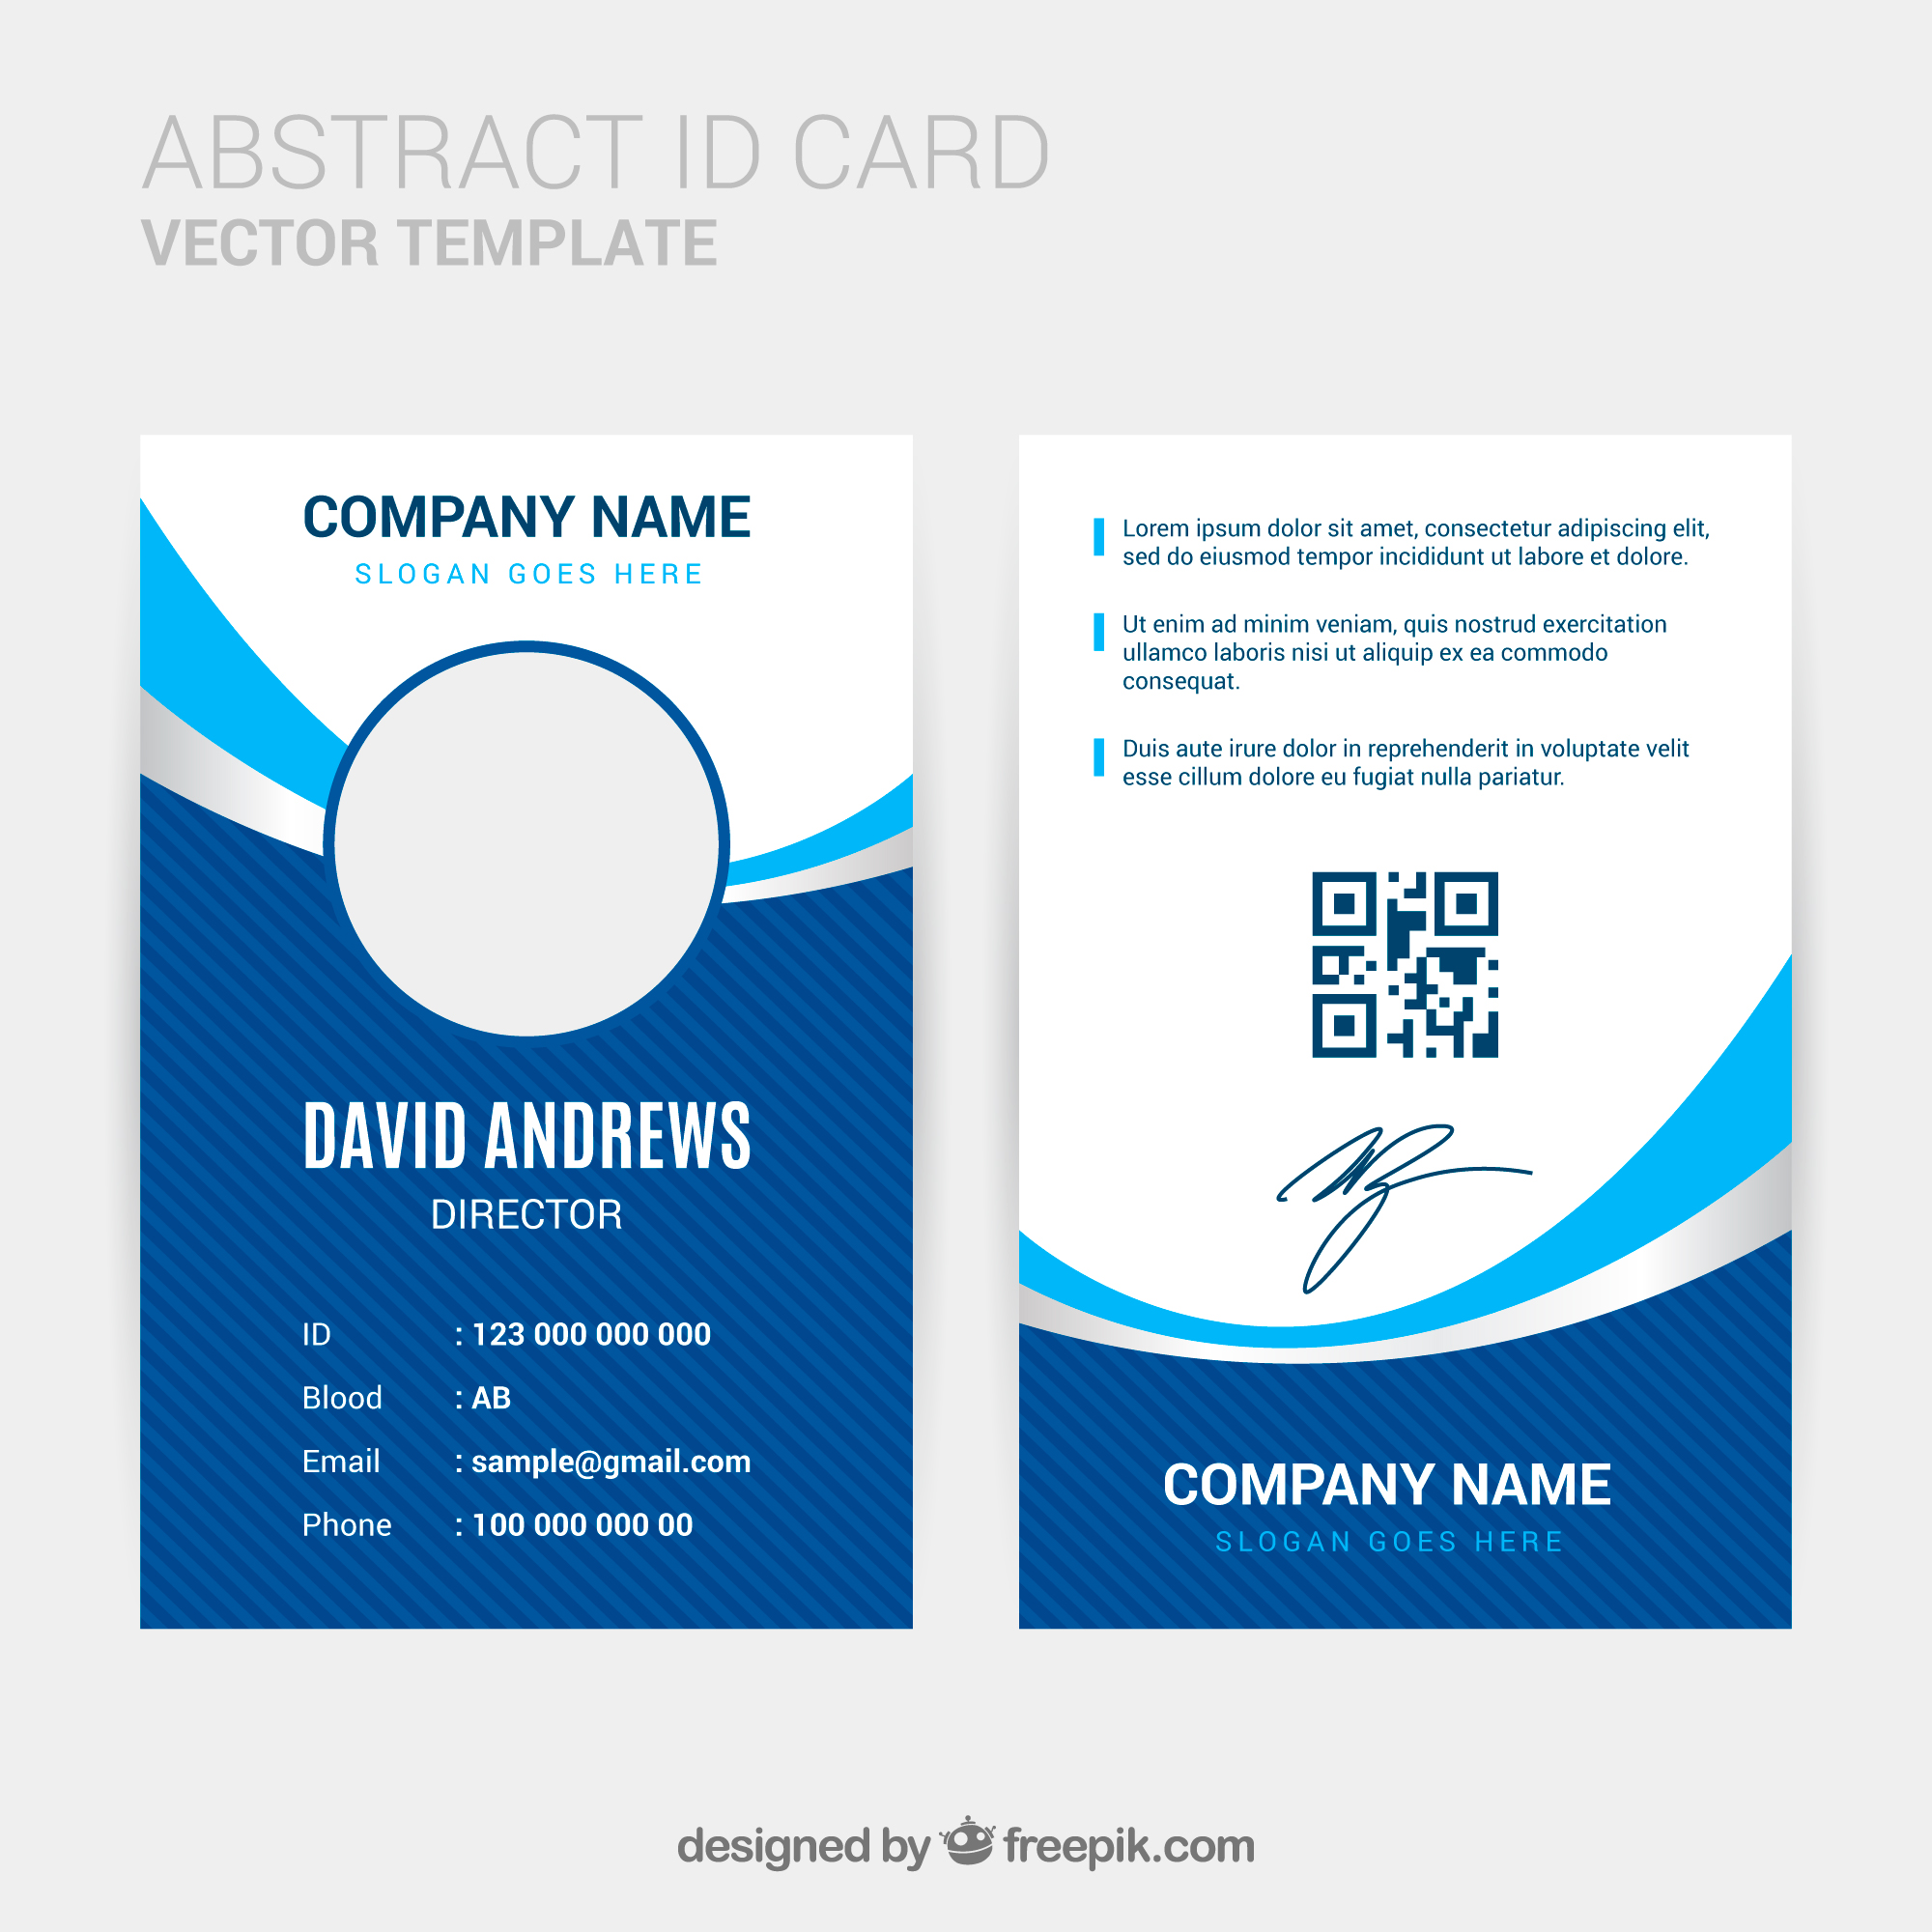 ABSTRACT ID CARD
VECTOR TEMPLATE
COMPANY NAME
SLOGAN GOES HERE
DAVID ANDREWS
DIRECTOR
ID : 123 000 000 000
Blood : AB
Email : sample@gmail.com
Phone : 100 000 000 00
Lorem ipsum dolor sit amet, consectetur adipiscing elit,
sed do eiusmod tempor incididunt ut labore et dolore.
Ut enim ad minim veniam, quis nostrud exercitation
ullamco laboris nisi ut aliquip ex ea commodo
consequat.
Duis aute irure dolor in reprehenderit in voluptate velit
esse cillum dolore eu fugiat nulla pariatur.
COMPANY NAME
SLOGAN GOES HERE
designed by freepik.com